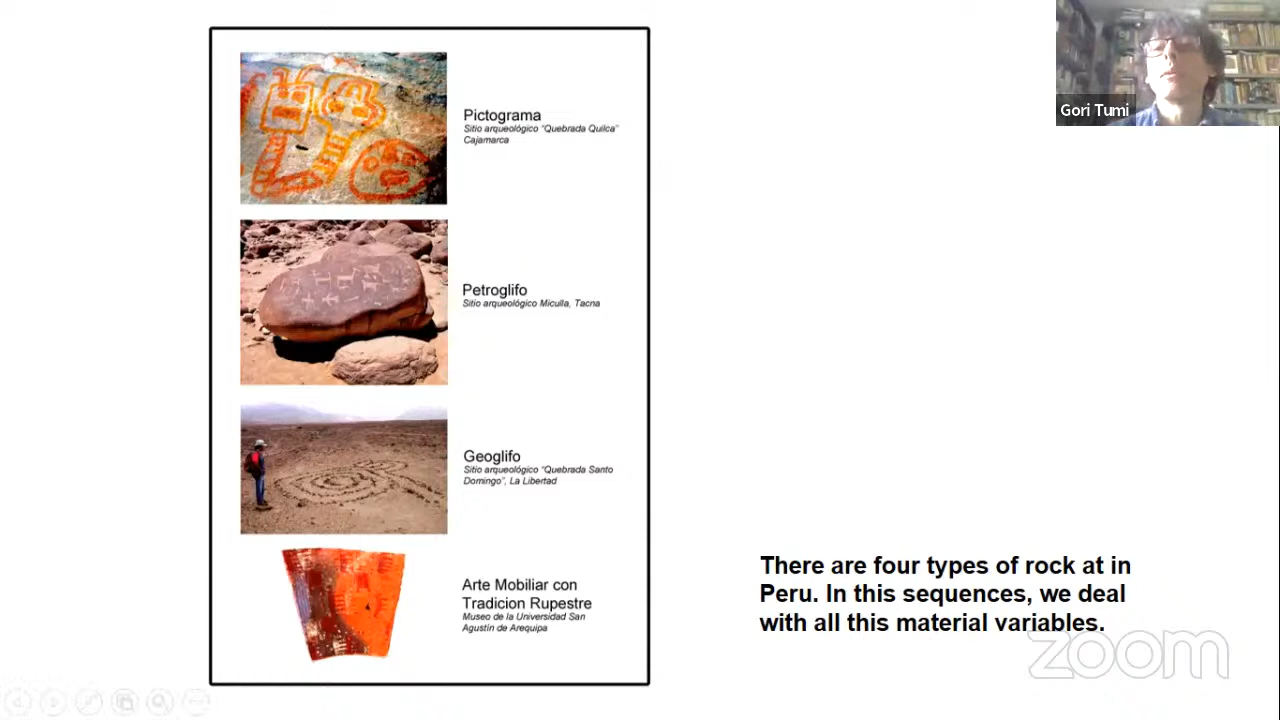 Pictograma
Sitio arqueológico "Quebrada Quilca"
Cajamarca
Petroglifo
Sitio arqueológico Miculla, Tacna
Geoglifo
Sitio arqueológico "Quebrada Santo
Domingo", La Libertad
Arte Mobiliar con
Tradicion Rupestre
Museo de la Universidad San
Agustín de Arequipa
Gori Tumi
There are four types of rock at in
Peru. In this sequences, we deal
with all this material variables.
zoom